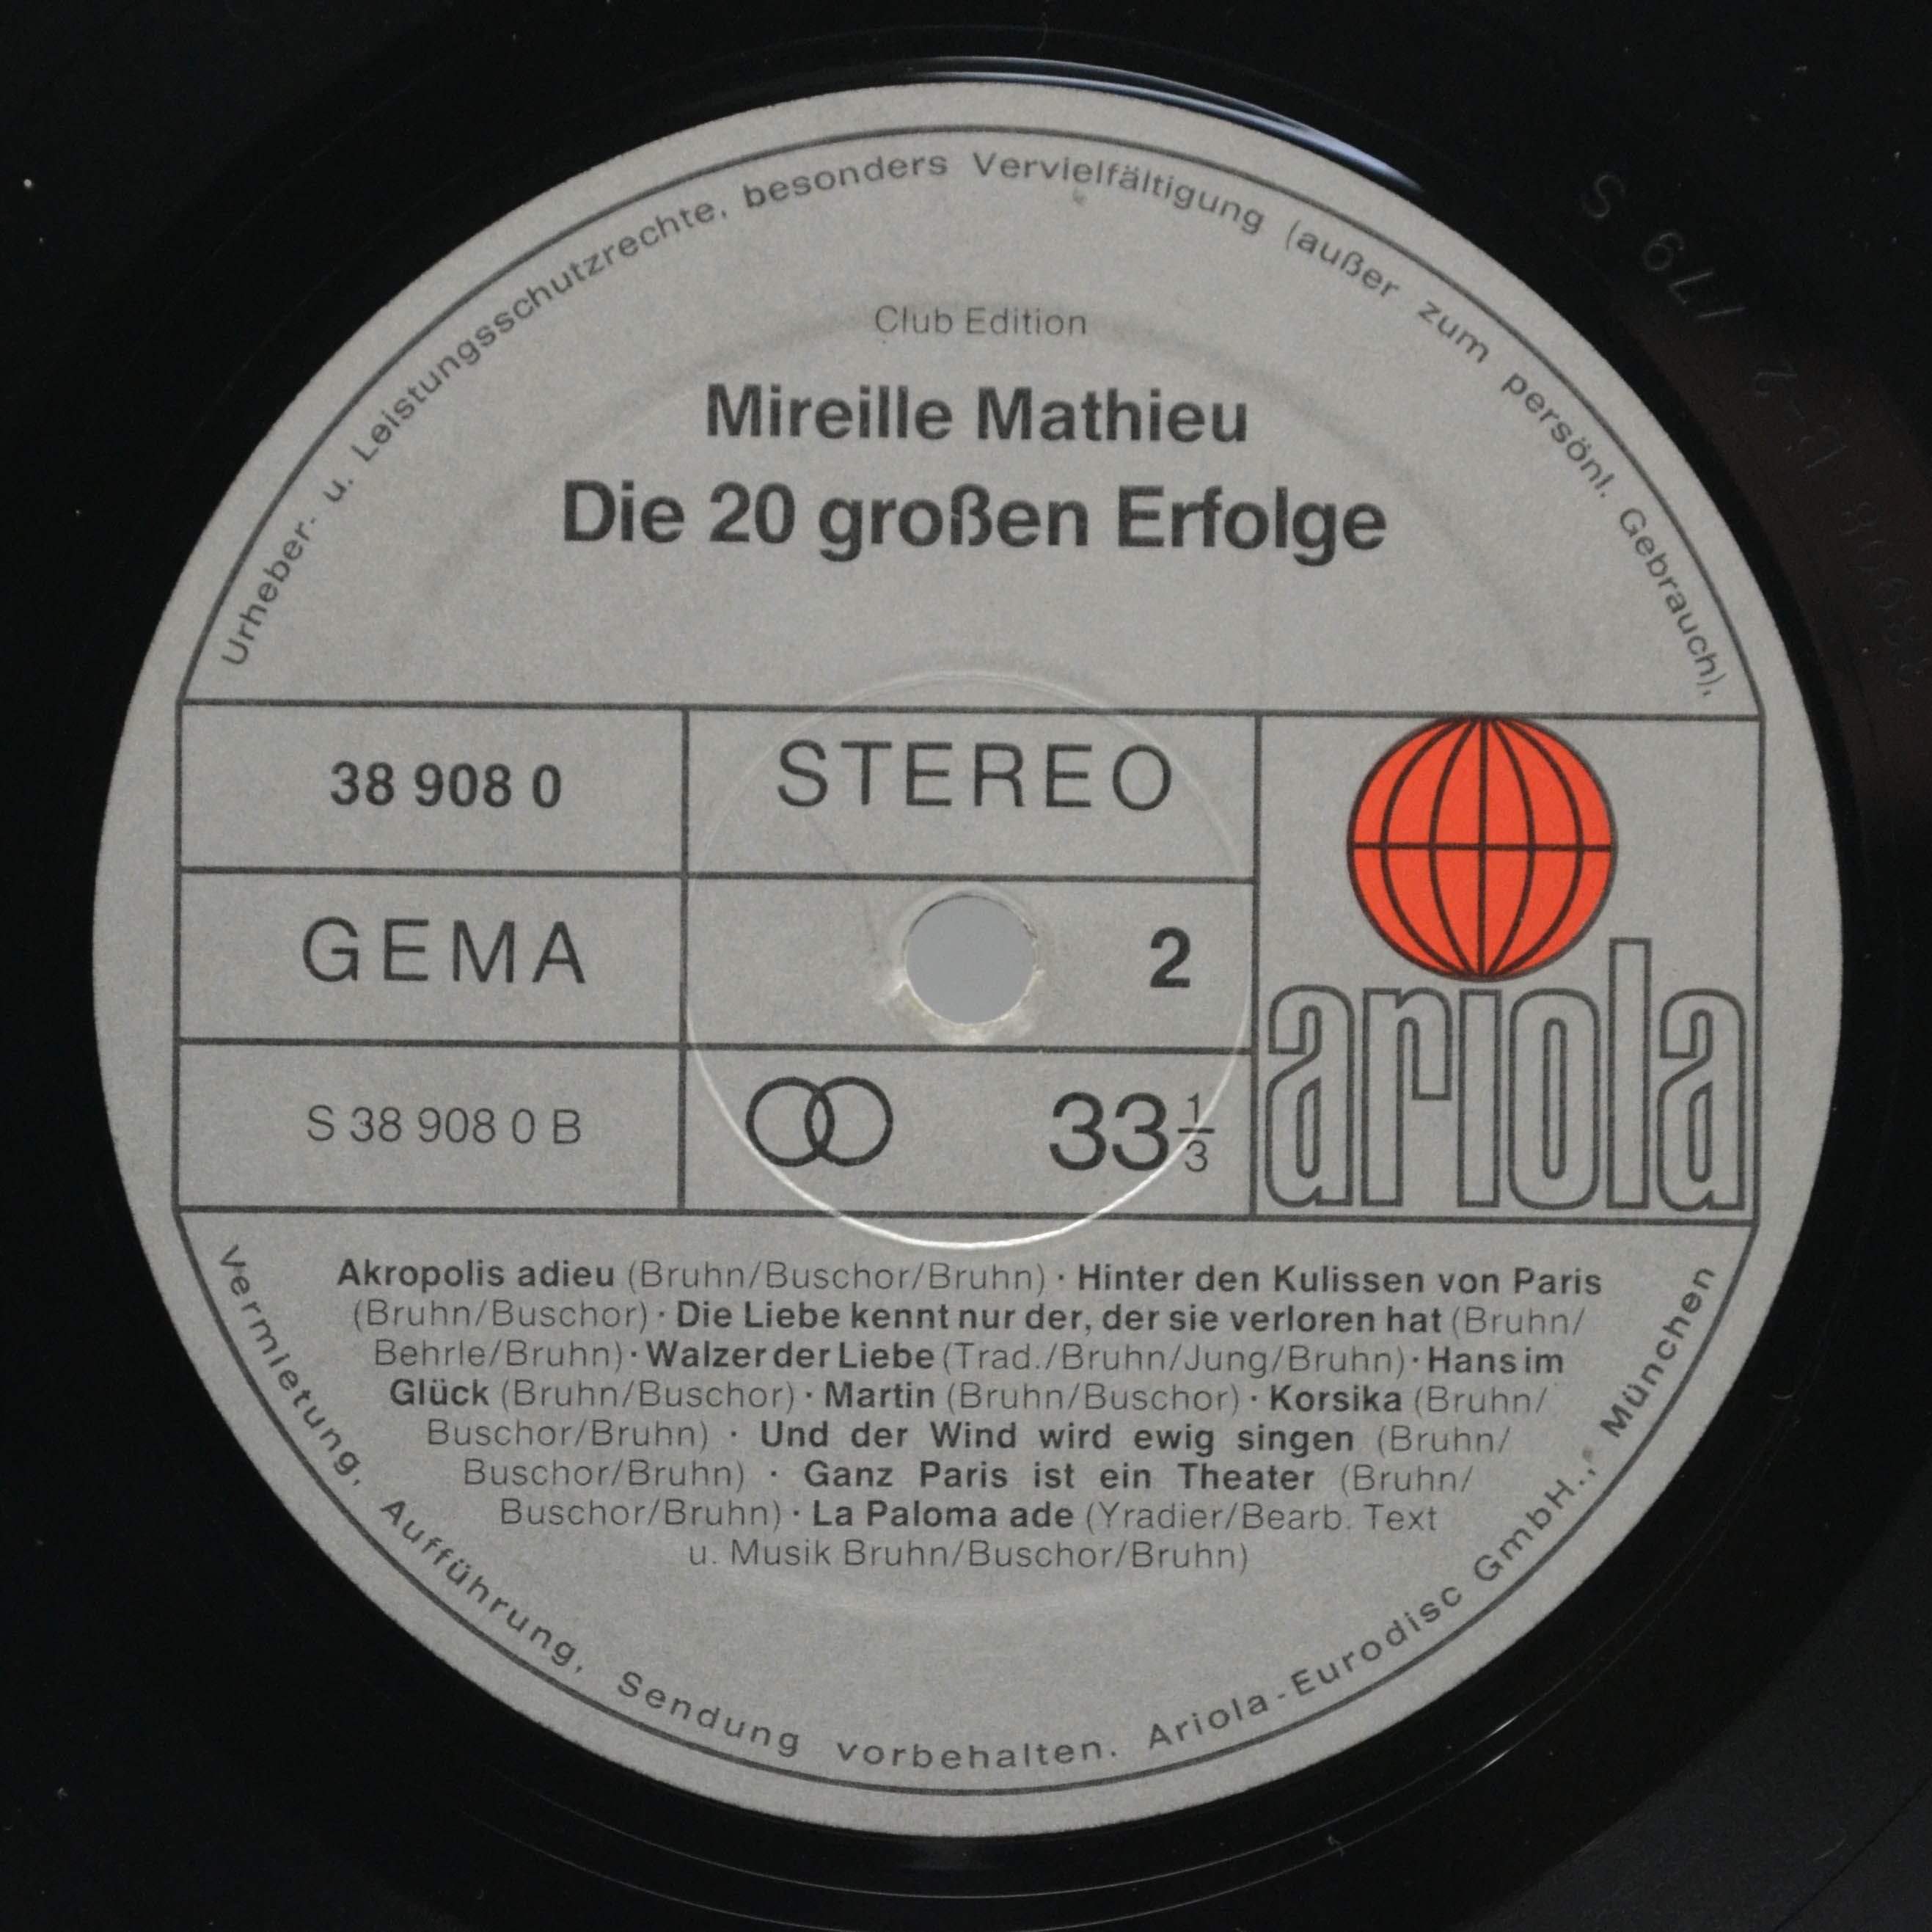 Urheber- u. Leistungsschutzrechte, besonders Vervielfältigung (außer zum persönl. Gebrauch),
Club Edition
Mireille Mathieu
Die 20 großen Erfolge
38 908 0
STEREO
GEMA
2
S 38 908 0 B
33 1/3
ariola
Akropolis adieu (Bruhn/Buschor/Bruhn) · Hinter den Kulissen von Paris
(Bruhn/Buschor) · Die Liebe kennt nur der, der sie verloren hat (Bruhn/
Behrle/Bruhn) · Walzer der Liebe (Trad./Bruhn/Jung/Bruhn) · Hans im
Glück (Bruhn/Buschor) · Martin (Bruhn/Buschor) · Korsika (Bruhn/
Buschor/Bruhn) · Und der Wind wird ewig singen (Bruhn/
Buschor/Bruhn) · Ganz Paris ist ein Theater (Bruhn/
Buschor/Bruhn) · La Paloma ade (Yradier/Bearb. Text
u. Musik Bruhn/Buschor/Bruhn)
Vermietung, Aufführung, Sendung vorbehalten. Ariola-Eurodisc GmbH., München